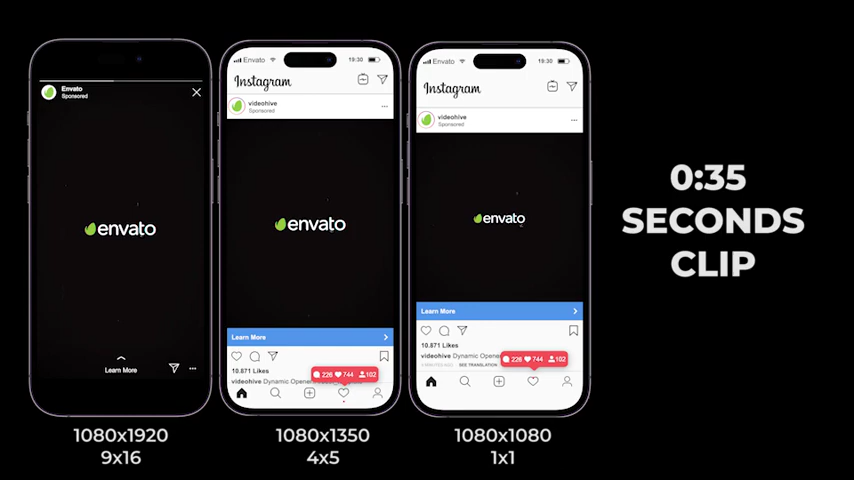 Envato
Sponsored
envato
Learn More
1080x1920
9x16
Envato
19:30
Instagram
videohive
Sponsored
envato
Learn More
10.871 Likes
226 744 102
videohive Dynamic Opene
1080x1350
4x5
Envato
19:30
Instagram
videohive
Sponsored
envato
Learn More
10.871 Likes
videohive Dynamic Opene
SEE TRANSLATION
226 744 102
1080x1080
1x1
0:35
SECONDS
CLIP